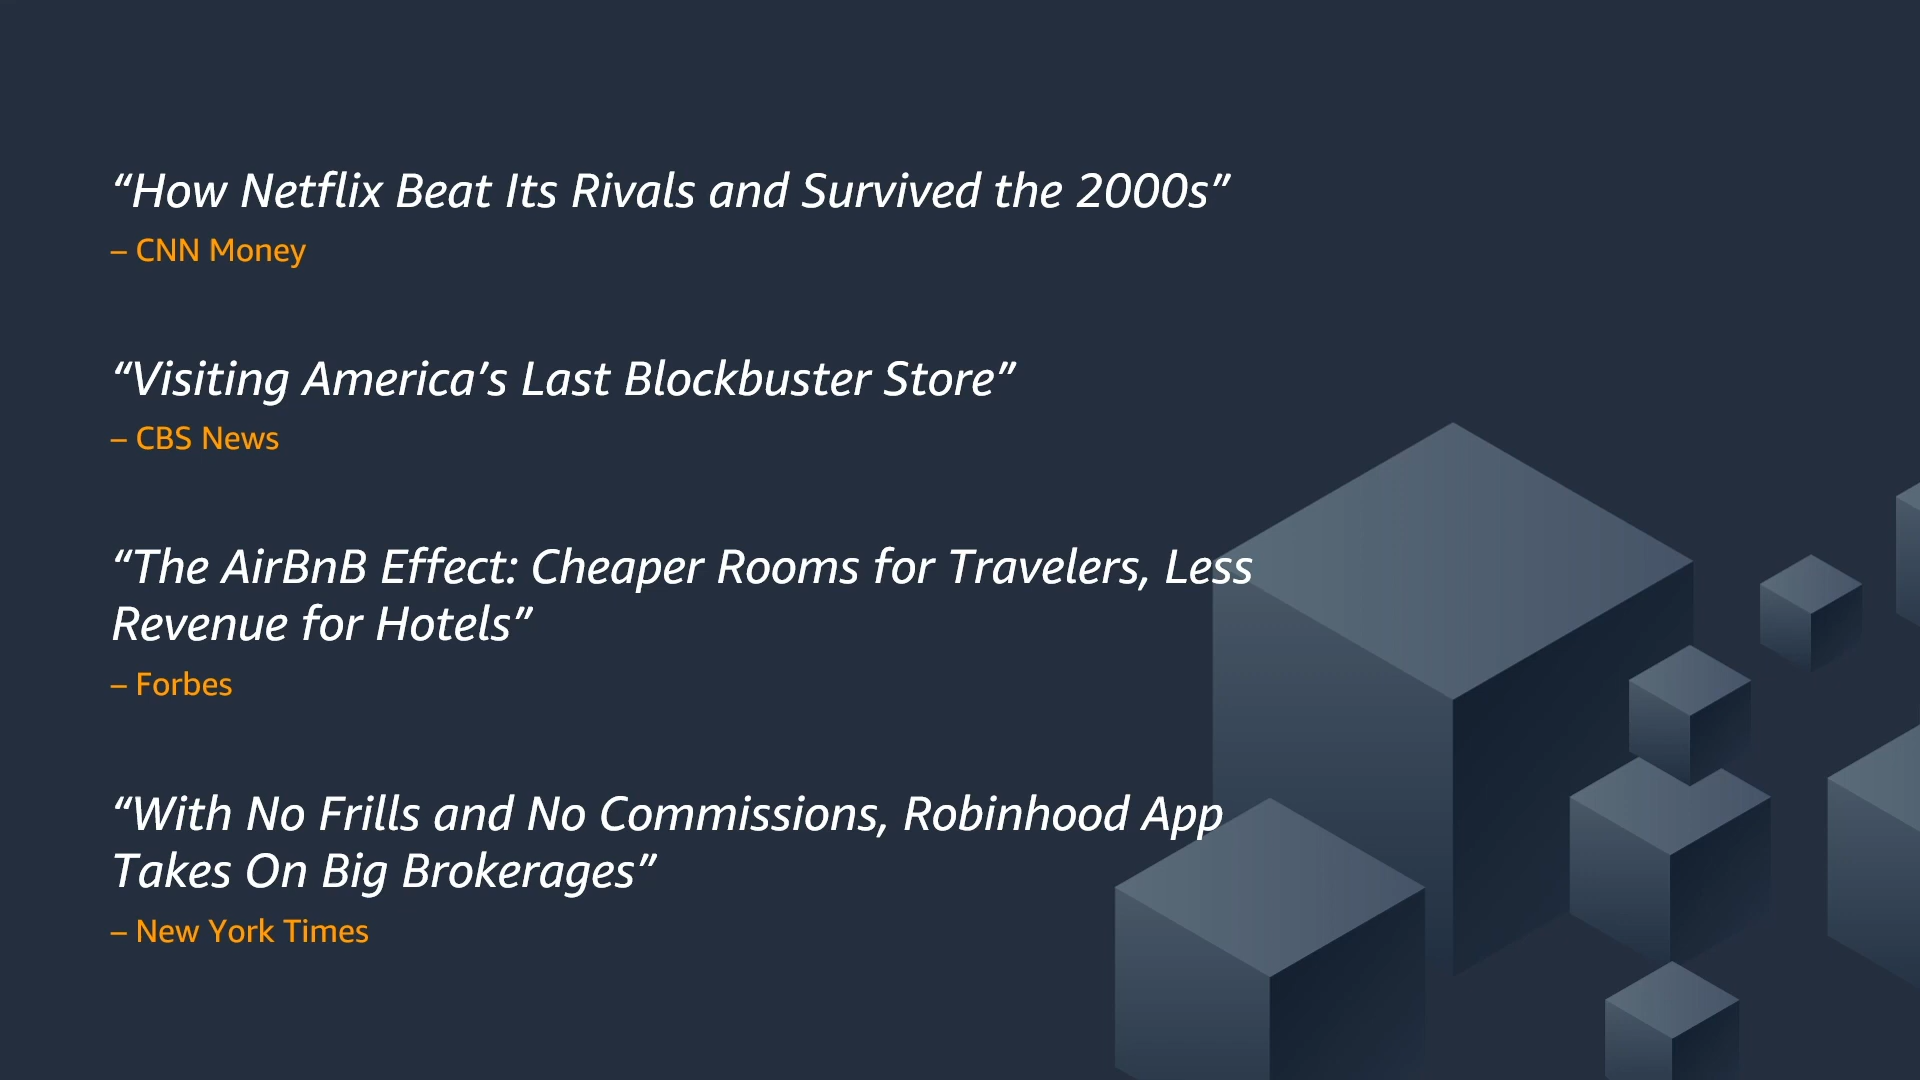 “How Netflix Beat Its Rivals and Survived the 2000s”
– CNN Money
“Visiting America’s Last Blockbuster Store”
– CBS News
“The AirBnB Effect: Cheaper Rooms for Travelers, Less
Revenue for Hotels”
– Forbes
“With No Frills and No Commissions, Robinhood App
Takes On Big Brokerages”
– New York Times